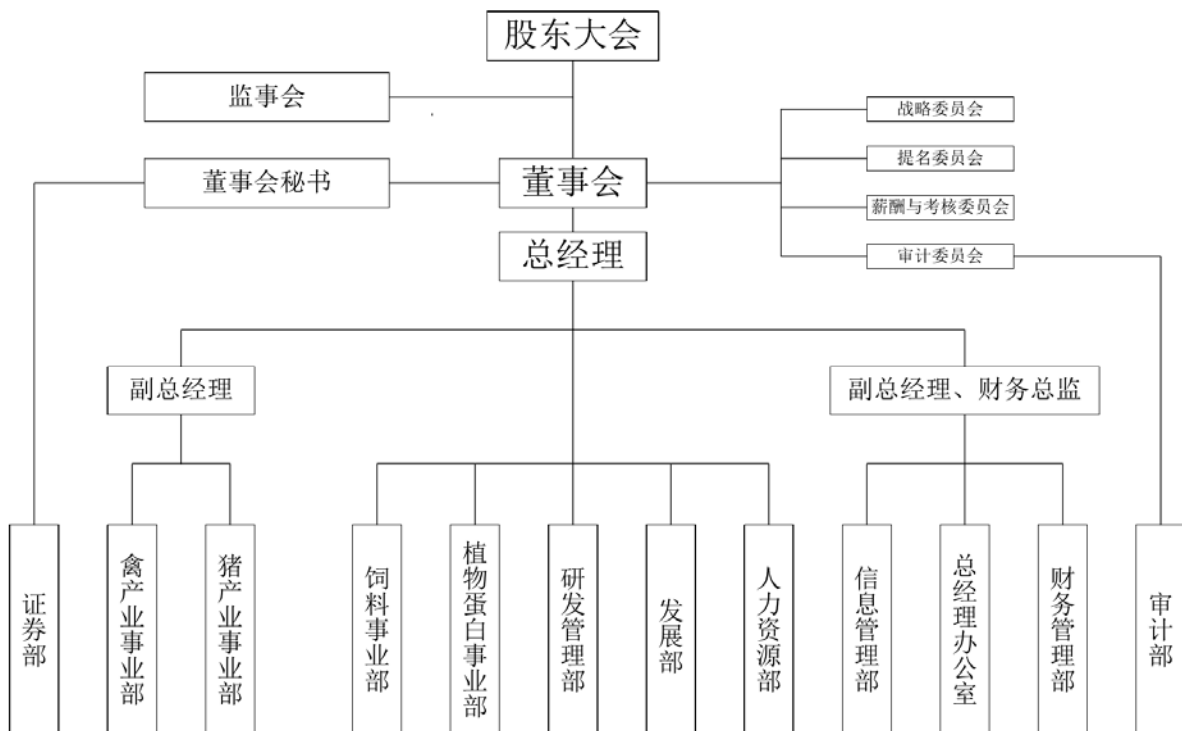 股东大会
监事会
战略委员会
提名委员会
董事会秘书
董事会
薪酬与考核委员会
总经理
审计委员会
副总经理
副总经理、财务总监
证券部
禽产业事业部
猪产业事业部
饲料事业部
植物蛋白事业部
研发管理部
发展部
人力资源部
信息管理部
总经理办公室
财务管理部
审计部